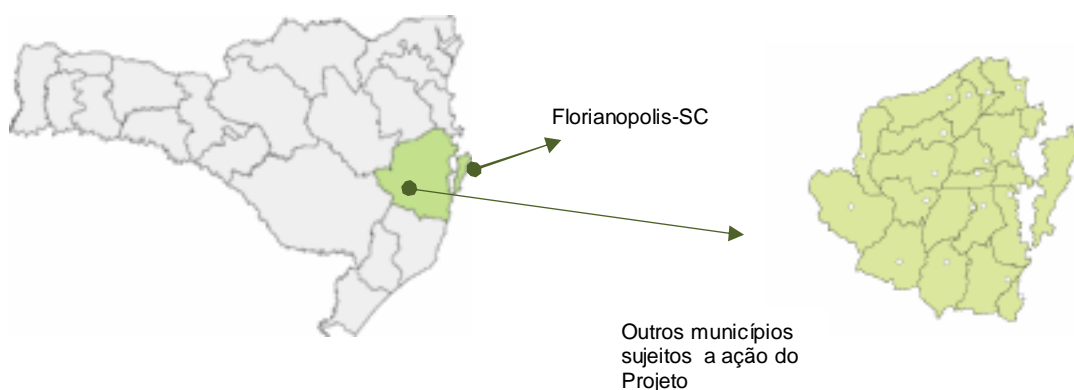 Florianopolis-SC
Outros municípios
sujeitos a ação do
Projeto